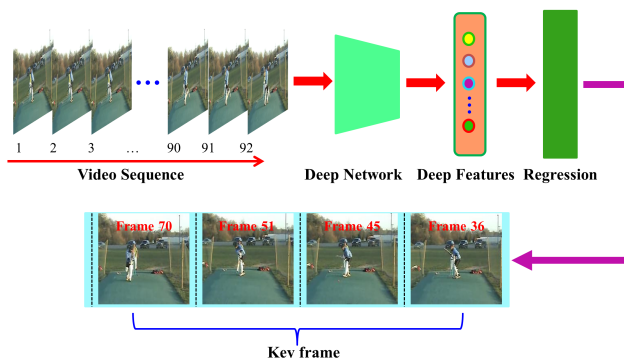 1 2 3 ... 90 91 92
Video Sequence
Deep Network
Deep Features
Regression
Frame 70
Frame 51
Frame 45
Frame 36
Kev frame